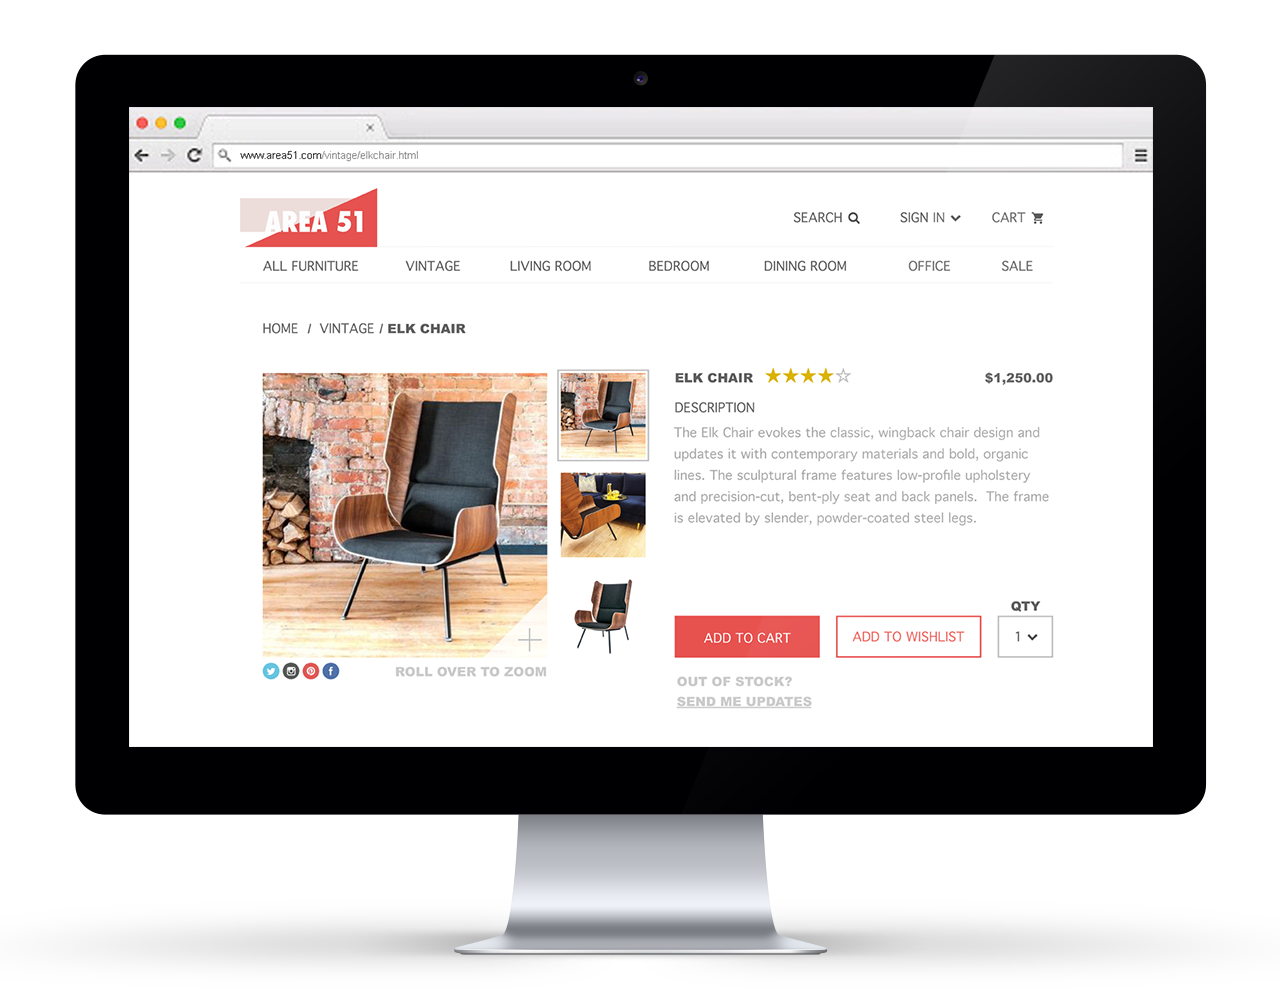 www.area51.com/vintage/elkchair.html
AREA 51
SEARCH
SIGN IN
CART
ALL FURNITURE
VINTAGE
LIVING ROOM
BEDROOM
DINING ROOM
OFFICE
SALE
HOME / VINTAGE / ELK CHAIR
ELK CHAIR
$1,250.00
DESCRIPTION
The Elk Chair evokes the classic, wingback chair design and
updates it with contemporary materials and bold, organic
lines. The sculptural frame features low-profile upholstery
and precision-cut, bent-ply seat and back panels. The frame
is elevated by slender, powder-coated steel legs.
QTY
ADD TO CART
ADD TO WISHLIST
1
ROLL OVER TO ZOOM
OUT OF STOCK?
SEND ME UPDATES